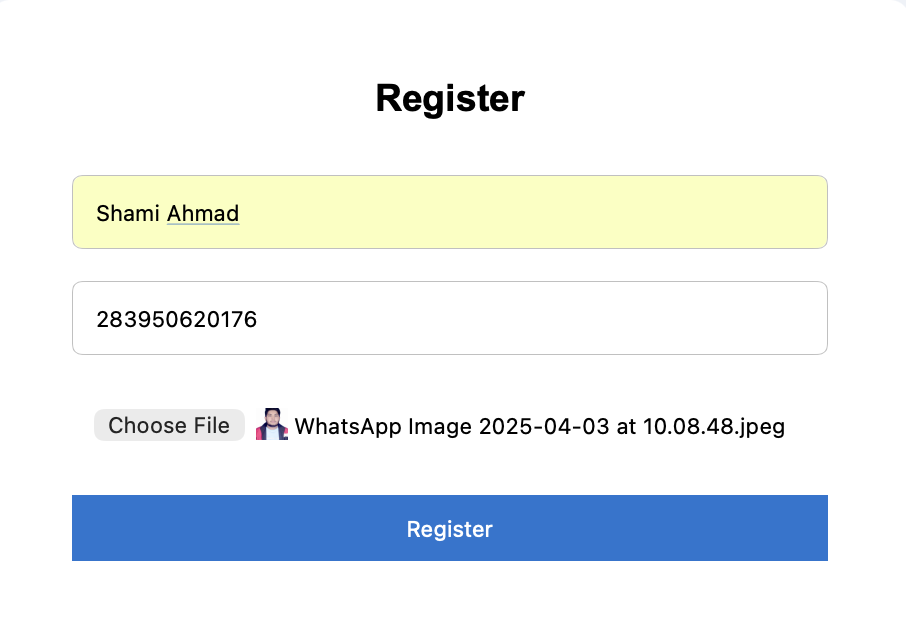 Register
Shami Ahmad
283950620176
Choose File WhatsApp Image 2025-04-03 at 10.08.48.jpeg
Register